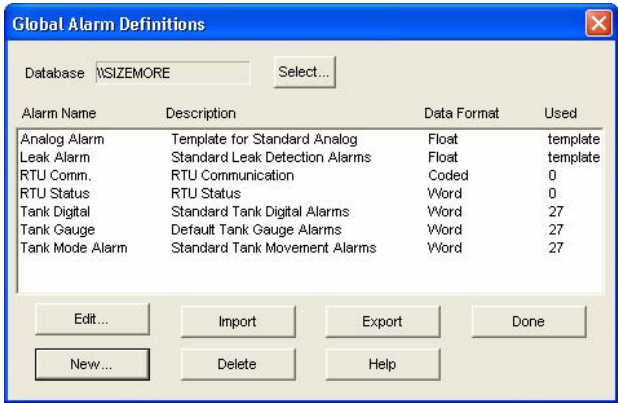 Global Alarm Definitions
Database \\SIZEMORE Select...
Alarm Name Description Data Format Used
Analog Alarm Template for Standard Analog Float template
Leak Alarm Standard Leak Detection Alarms Float template
RTU Comm. RTU Communication Coded 0
RTU Status RTU Status Word 0
Tank Digital Standard Tank Digital Alarms Word 27
Tank Gauge Default Tank Gauge Alarms Word 27
Tank Mode Alarm Standard Tank Movement Alarms Word 27
Edit... Import Export Done
New... Delete Help